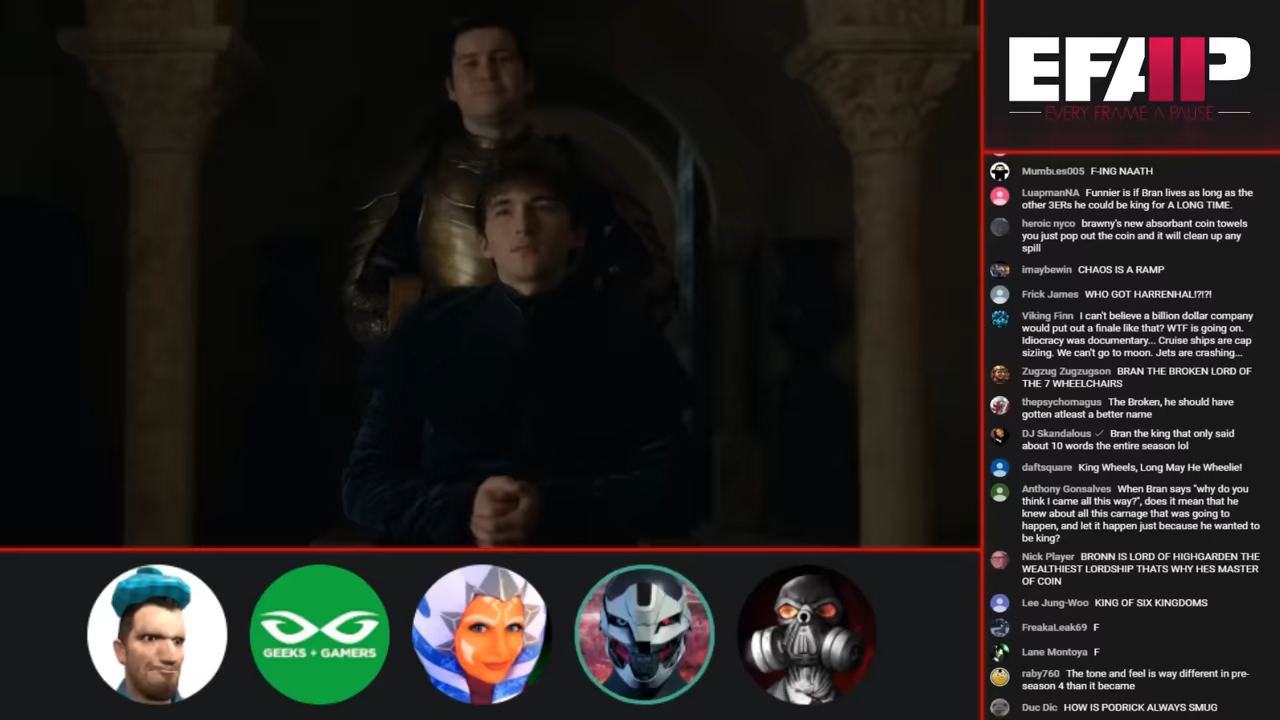 EFAP
EVERY FRAME A PAUSE
Mumbles005 F-ING NAATH
LuapmanNA Funnier is if Bran lives as long as the
other 3ERs he could be king for A LONG TIME.
heroic nyco brawny's new absorbant coin towels
you just pop out the coin and it will clean up any
spill
imaybewin CHAOS IS A RAMP
Frick James WHO GOT HARRENHAL!?!?!
Viking Finn I can't believe a billion dollar company
would put out a finale like that? WTF is going on.
Idiocracy was documentary... Cruise ships are cap
siziing. We can't go to moon. Jets are crashing...
Zugzug Zugzugson BRAN THE BROKEN LORD OF
THE 7 WHEELCHAIRS
thepsychomagus The Broken, he should have
gotten atleast a better name
DJ Skandalous ✓ Bran the king that only said
about 10 words the entire season lol
daftsquare King Wheels, Long May He Wheelie!
Anthony Gonsalves When Bran says "why do you
think I came all this way?", does it mean that he
knew about all this carnage that was going to
happen, and let it happen just because he wanted to
be king?
Nick Player BRONN IS LORD OF HIGHGARDEN THE
WEALTHIEST LORDSHIP THATS WHY HES MASTER
OF COIN
Lee Jung-Woo KING OF SIX KINGDOMS
FreakaLeak69 F
Lane Montoya F
raby760 The tone and feel is way different in pre-
season 4 than it became
Duc Dic HOW IS PODRICK ALWAYS SMUG
GEEKS + GAMERS